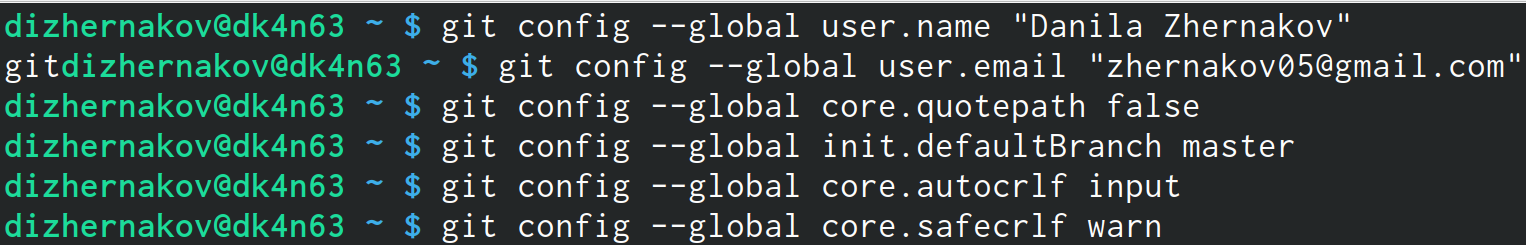 dizhernakov@dk4n63 ~ $ git config --global user.name "Danila Zhernakov"
gitdizhernakov@dk4n63 ~ $ git config --global user.email "zhernakov05@gmail.com"
dizhernakov@dk4n63 ~ $ git config --global core.quotepath false
dizhernakov@dk4n63 ~ $ git config --global init.defaultBranch master
dizhernakov@dk4n63 ~ $ git config --global core.autocrlf input
dizhernakov@dk4n63 ~ $ git config --global core.safecrlf warn